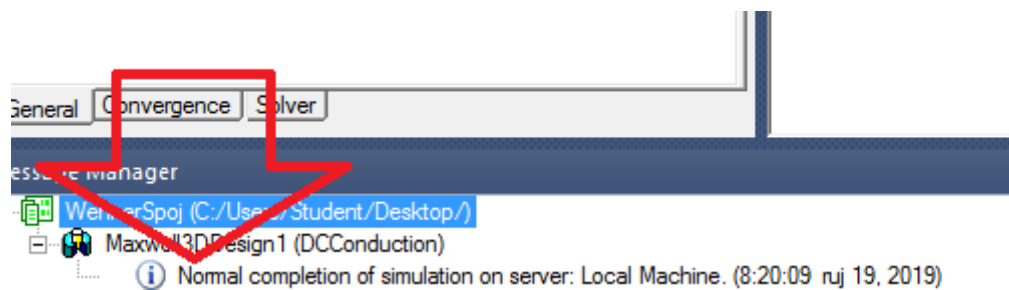 General Convergence Solver
Message Manager
WennerSpoj (C:/Users/Student/Desktop/)
Maxwell3DDesign1 (DCConduction)
Normal completion of simulation on server: Local Machine. (8:20:09 ruj 19, 2019)